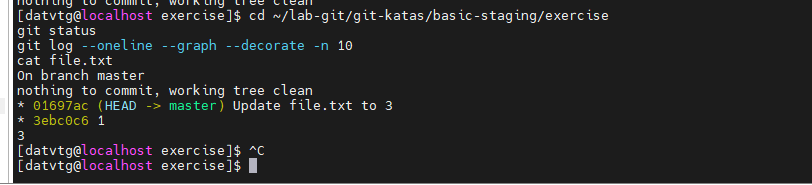 nothing to commit, working tree clean
[datvtg@localhost exercise]$ cd ~/lab-git/git-katas/basic-staging/exercise
git status
git log --oneline --graph --decorate -n 10
cat file.txt
On branch master
nothing to commit, working tree clean
* 01697ac (HEAD -> master) Update file.txt to 3
* 3ebc0c6 1
3
[datvtg@localhost exercise]$ ^C
[datvtg@localhost exercise]$